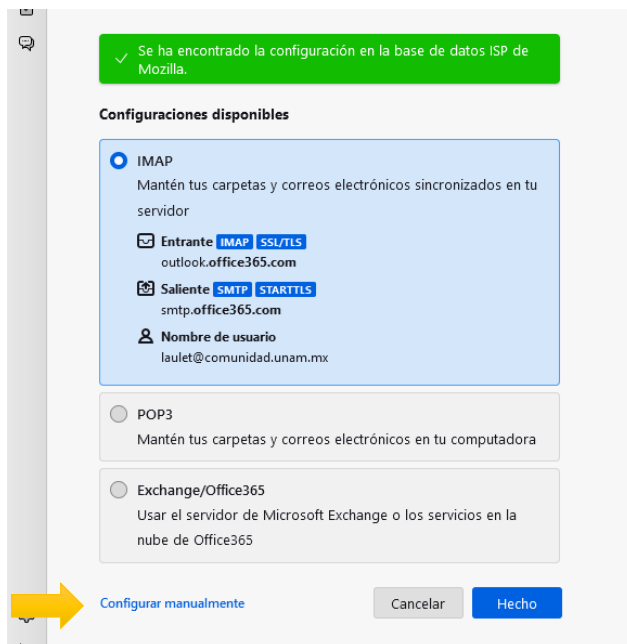 Se ha encontrado la configuración en la base de datos ISP de
Mozilla.
Configuraciones disponibles
IMAP
Mantén tus carpetas y correos electrónicos sincronizados en tu
servidor
Entrante IMAP SSL/TLS
outlook.office365.com
Saliente SMTP STARTTLS
smtp.office365.com
Nombre de usuario
laulet@comunidad.unam.mx
POP3
Mantén tus carpetas y correos electrónicos en tu computadora
Exchange/Office365
Usar el servidor de Microsoft Exchange o los servicios en la
nube de Office365
Configurar manualmente Cancelar Hecho